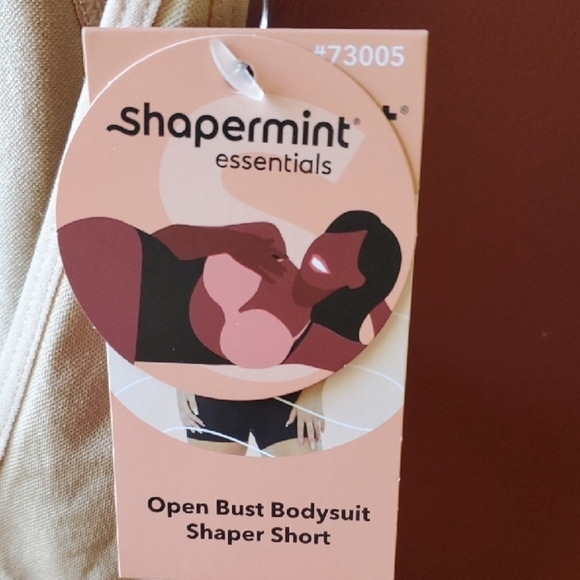 #73005
shapermint®
essentials
Open Bust Bodysuit
Shaper Short